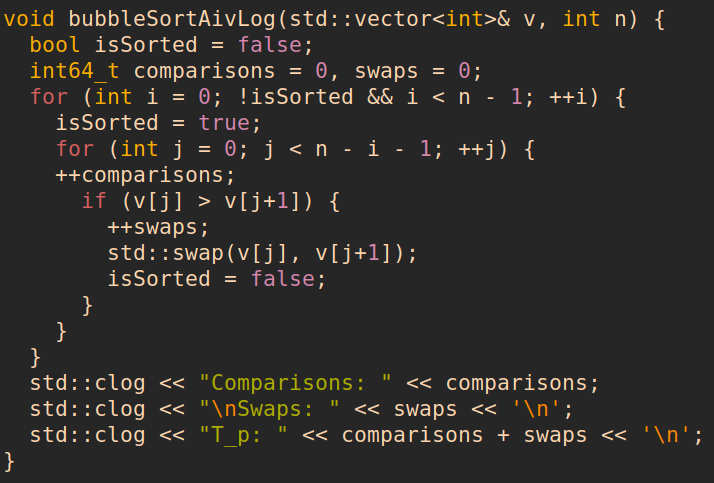 void bubbleSortAivLog(std::vector<int>& v, int n) {
  bool isSorted = false;
  int64_t comparisons = 0, swaps = 0;
  for (int i = 0; !isSorted && i < n - 1; ++i) {
    isSorted = true;
    for (int j = 0; j < n - i - 1; ++j) {
    ++comparisons;
      if (v[j] > v[j+1]) {
        ++swaps;
        std::swap(v[j], v[j+1]);
        isSorted = false;
      }
    }
  }
  std::clog << "Comparisons: " << comparisons;
  std::clog << "\nSwaps: " << swaps << '\n';
  std::clog << "T_p: " << comparisons + swaps << '\n';
}